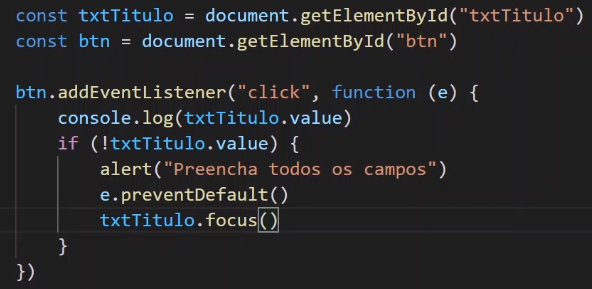 const txtTitulo = document.getElementById("txtTitulo")
const btn = document.getElementById("btn")
btn.addEventListener("click", function (e) {
console.log(txtTitulo.value)
if (!txtTitulo.value) {
alert("Preencha todos os campos")
e.preventDefault()
txtTitulo.focus()
}
})